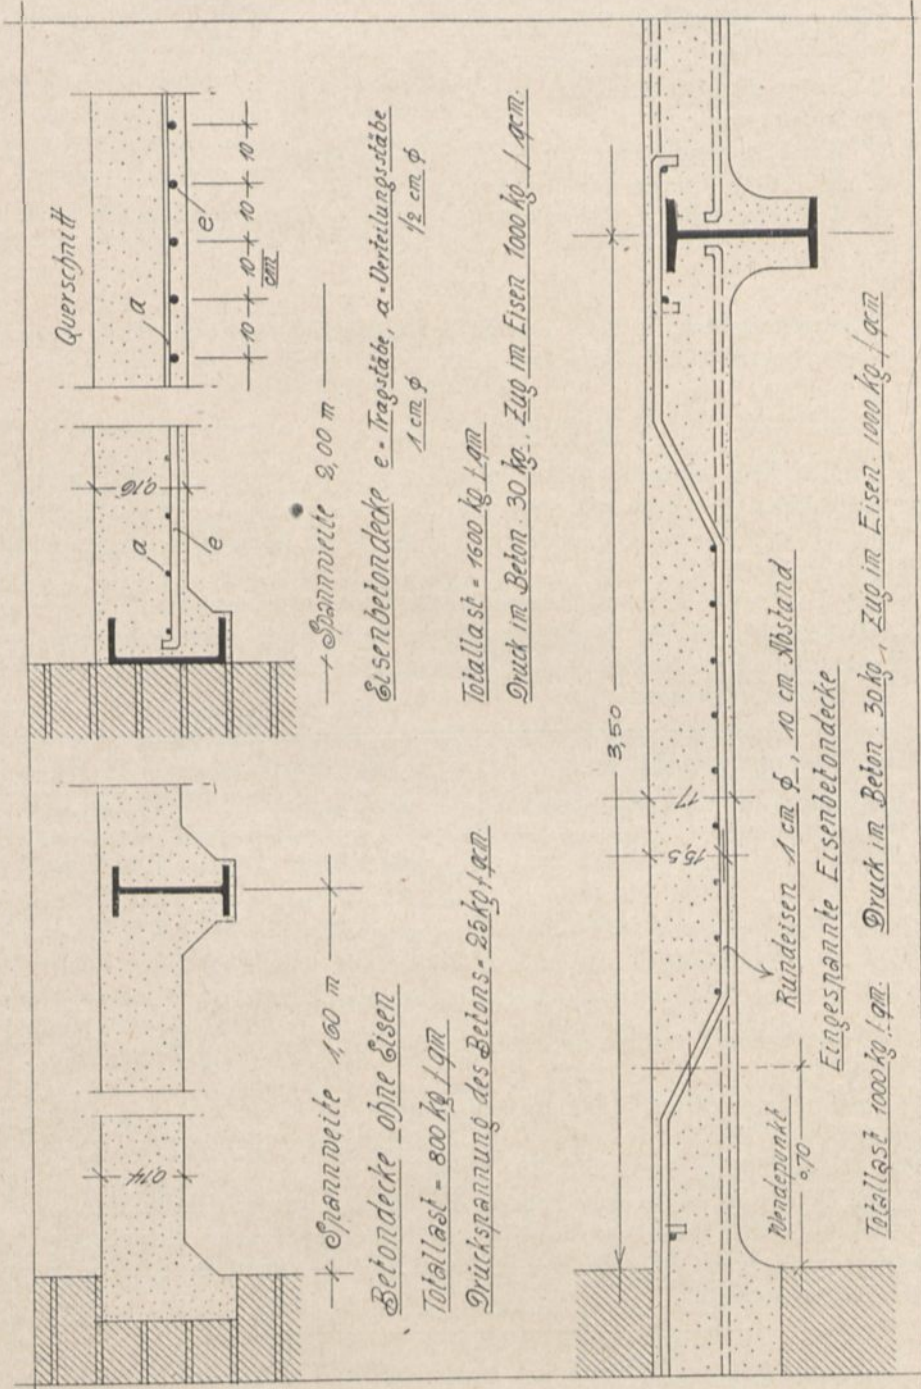 0,14
Spannweite 1,60 m
Betondecke ohne Eisen
Totallast = 800 kg / qm
Druckspannung des Betons = 25 kg / qcm
Querschnitt
a
0,16
a
e
e
10
10
10
10
cm
Spannweite 2,00 m
Eisenbetondecke e = Tragstäbe, a = Verteilungsstäbe
1 cm ϕ
1/2 cm ϕ
Totallast = 1600 kg / qm
Druck im Beton 30 kg., Zug im Eisen 1000 kg / qcm.
3,50
15,5
17
Wendepunkt
0,70
Rundeisen 1 cm ϕ, 10 cm Abstand
Eingespannte Eisenbetondecke
Totallast 1000 kg / qm. Druck im Beton 30 kg, Zug im Eisen 1000 kg / qcm